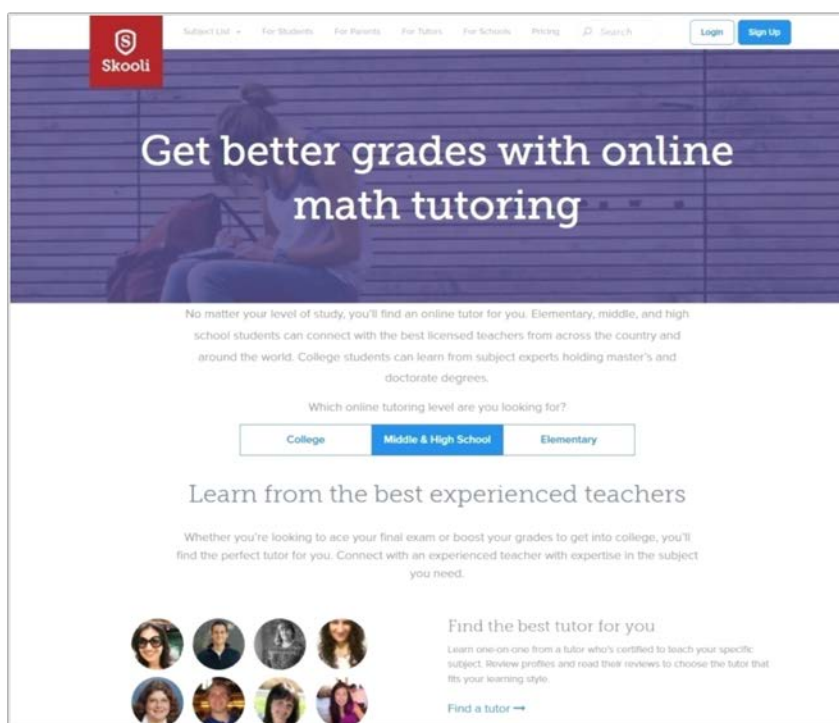 S
Skooli
Subject List
For Students
For Parents
For Tutors
For Schools
Pricing
Search
Login
Sign Up
Get better grades with online
math tutoring
No matter your level of study, you'll find an online tutor for you. Elementary, middle, and high
school students can connect with the best licensed teachers from across the country and
around the world. College students can learn from subject experts holding master's and
doctorate degrees.
Which online tutoring level are you looking for?
College
Middle & High School
Elementary
Learn from the best experienced teachers
Whether you're looking to ace your final exam or boost your grades to get into college, you'll
find the perfect tutor for you. Connect with an experienced teacher with expertise in the subject
you need.
Find the best tutor for you
Learn one-on-one from a tutor who's certified to teach your specific
subject. Review profiles and read their reviews to choose the tutor that
fits your learning style.
Find a tutor →